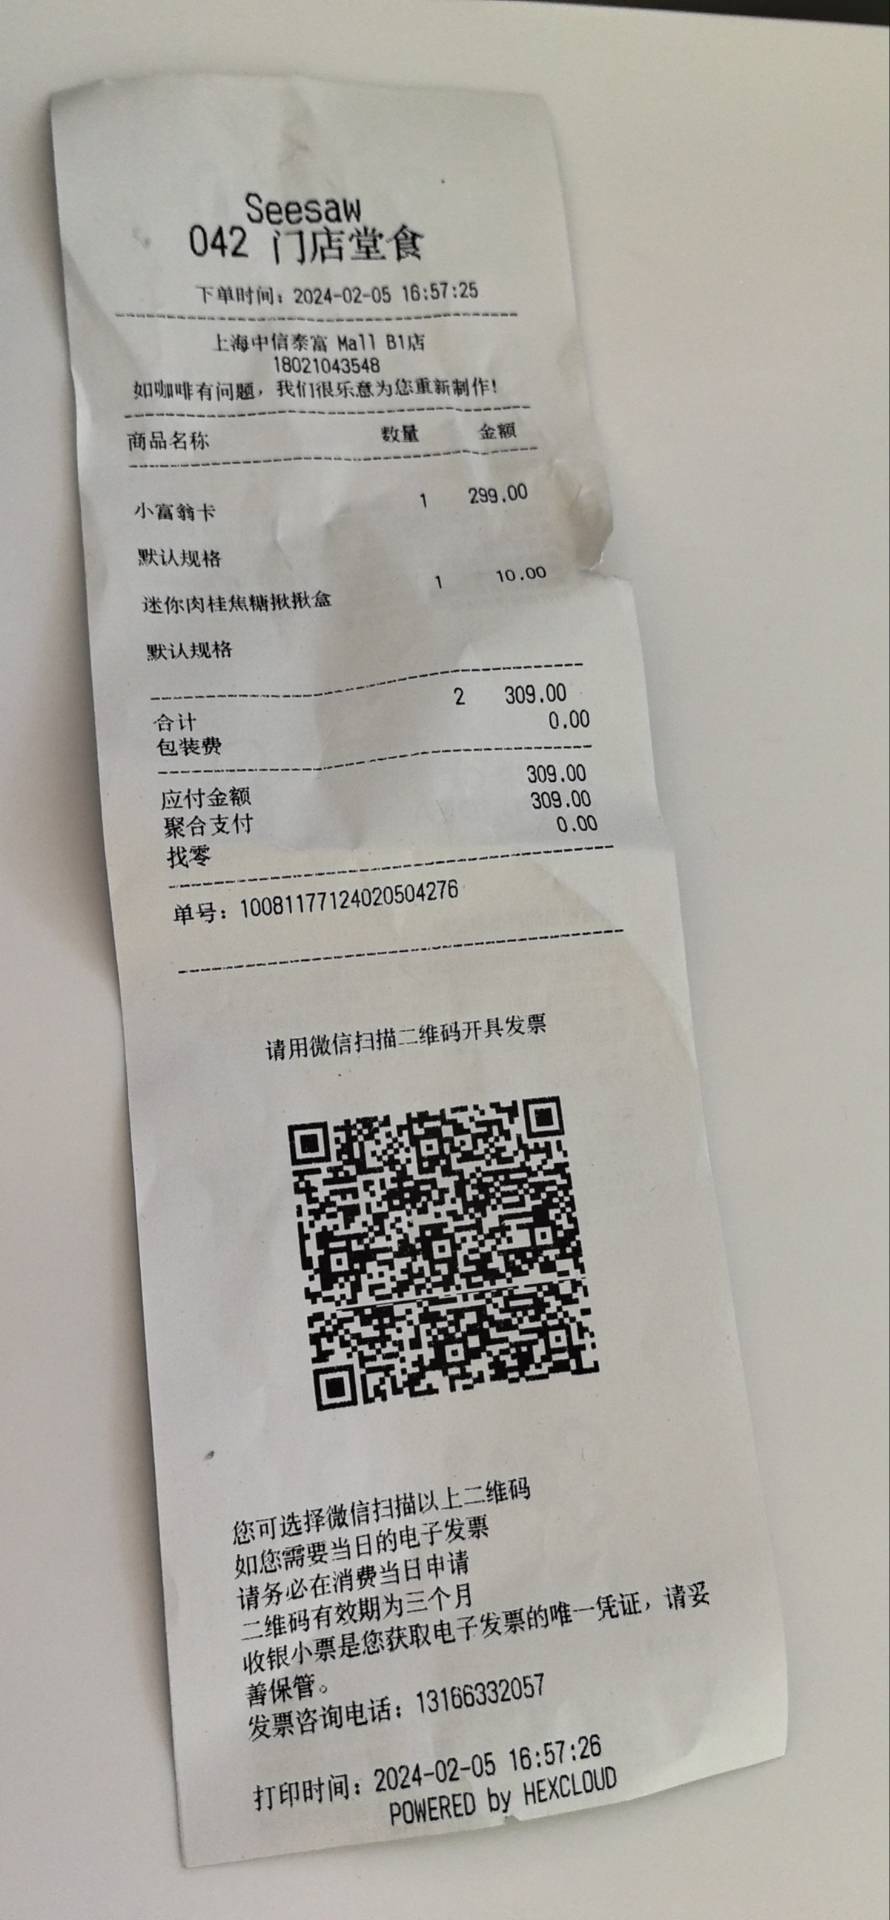 Seesaw
042 门店堂食
下单时间：2024-02-05 16:57:25
上海中信泰富 Mall B1店
18021043548
如咖啡有问题，我们很乐意为您重新制作！
商品名称 数量 金额
小富翁卡 1 299.00
默认规格
迷你肉桂焦糖揪揪盒 1 10.00
默认规格
合计 2 309.00
包装费 0.00
应付金额 309.00
聚合支付 309.00
找零 0.00
单号：10081177124020504276
请用微信扫描二维码开具发票
您可选择微信扫描以上二维码
如您需要当日的电子发票
请务必在消费当日申请
二维码有效期为三个月
收银小票是您获取电子发票的唯一凭证，请妥
善保管。
发票咨询电话：13166332057
打印时间：2024-02-05 16:57:26
POWERED by HEXCLOUD